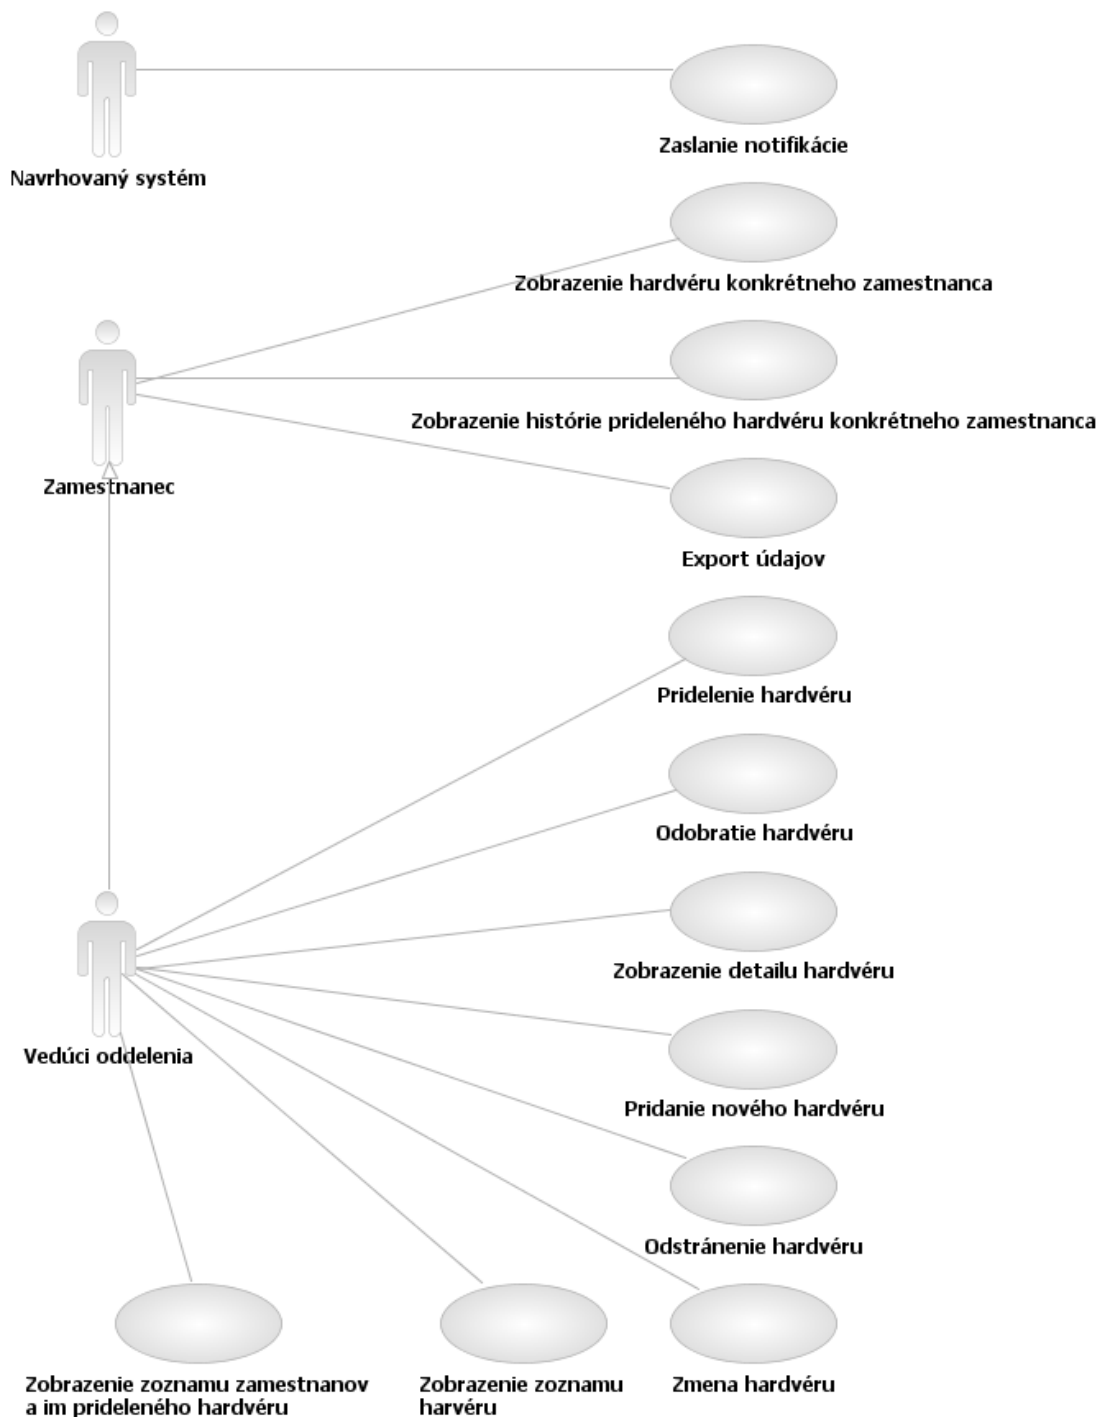 Zaslanie notifikácie
Navrhovaný systém
Zobrazenie hardvéru konkrétneho zamestnanca
Zobrazenie histórie prideleného hardvéru konkrétneho zamestnanca
Zamestnanec
Export údajov
Pridelenie hardvéru
Odobratie hardvéru
Zobrazenie detailu hardvéru
Vedúci oddelenia
Pridanie nového hardvéru
Odstránenie hardvéru
Zobrazenie zoznamu zamestnanov
a im prideleného hardvéru
Zobrazenie zoznamu
harvéru
Zmena hardvéru